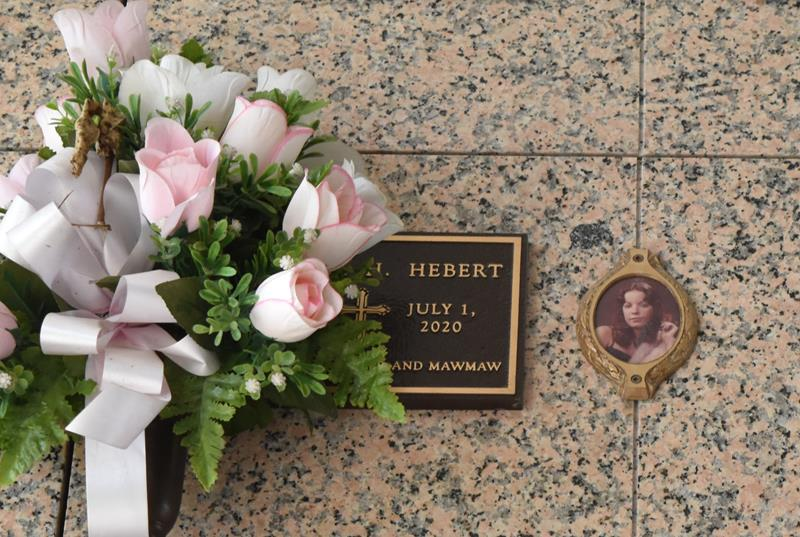 N. HEBERT
JULY 1,
2020
AND MAWMAW